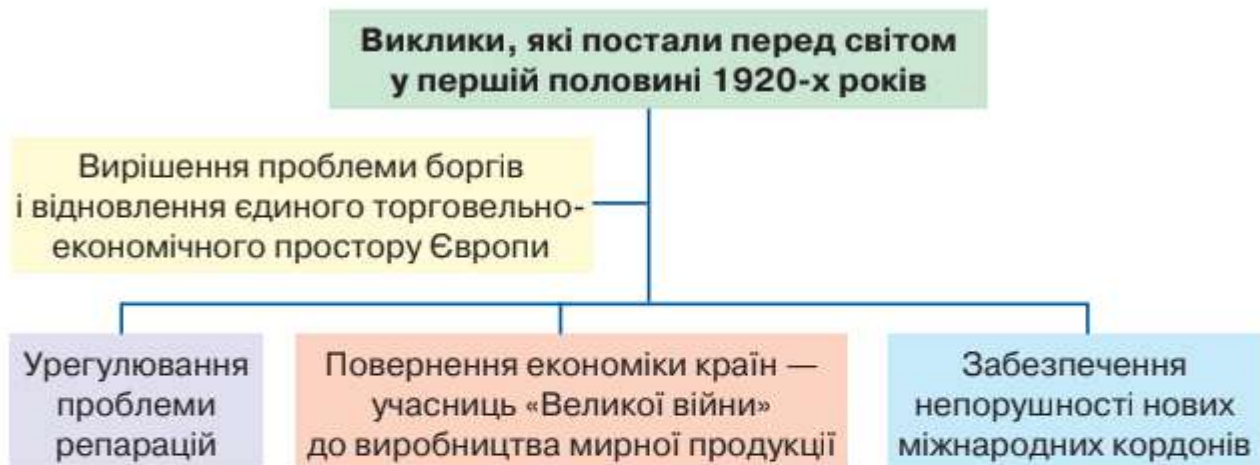 Виклики, які постали перед світом
у першій половині 1920-х років
Вирішення проблеми боргів
і відновлення єдиного торговельно-
економічного простору Європи
Урегулювання
проблеми
репарацій
Повернення економіки країн —
учасниць «Великої війни»
до виробництва мирної продукції
Забезпечення
непорушності нових
міжнародних кордонів